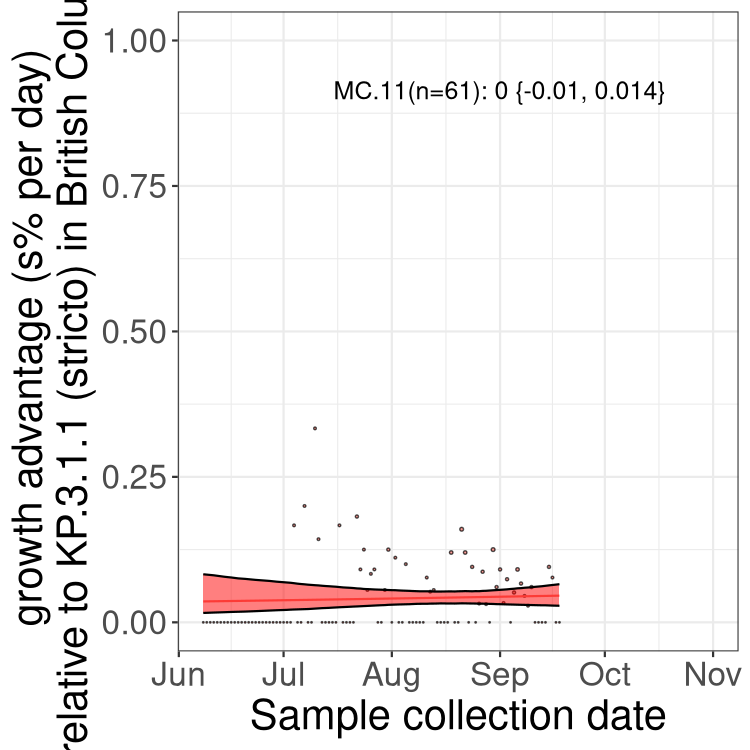 growth advantage (s% per day)
relative to KP.3.1.1 (stricto) in British Colu
1.00
0.75
0.50
0.25
0.00
MC.11(n=61): 0 {-0.01, 0.014}
Jun Jul Aug Sep Oct Nov
Sample collection date